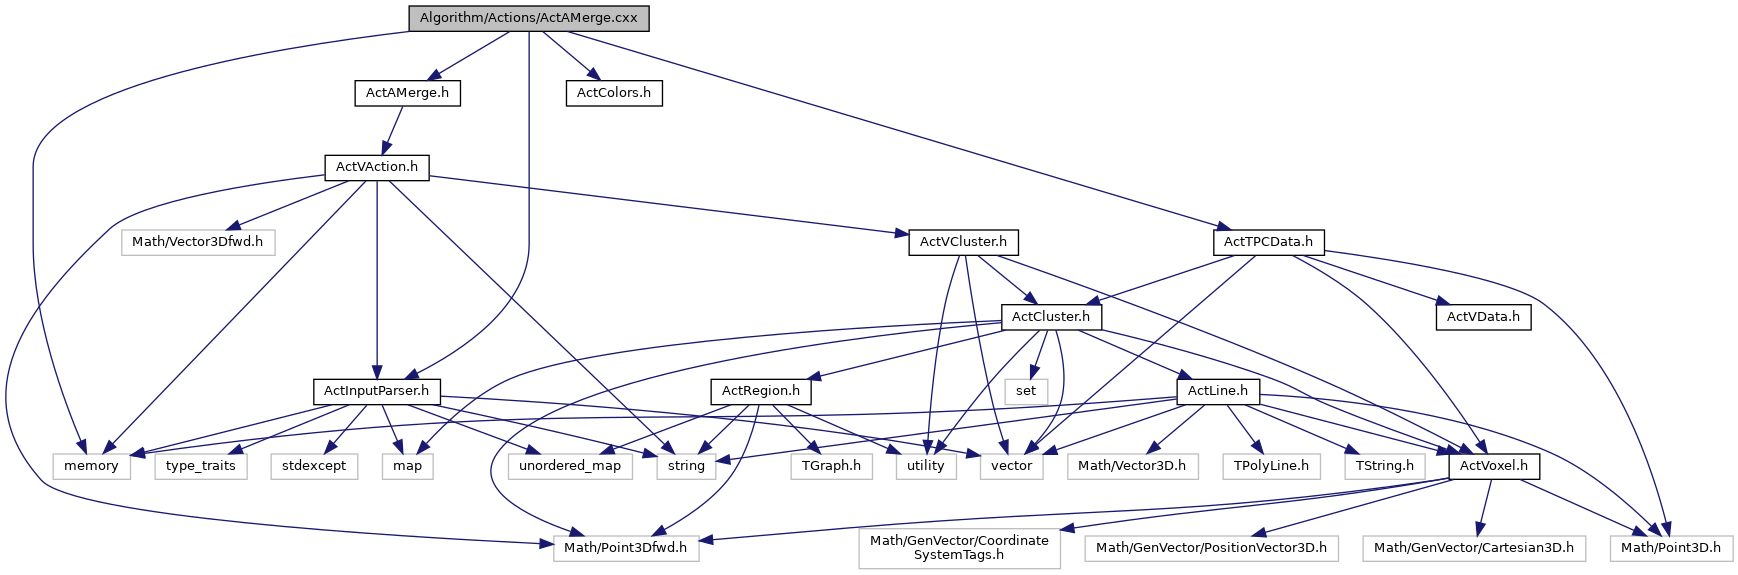 Algorithm/Actions/ActAMerge.cxx
ActAMerge.h
ActColors.h
ActVAction.h
Math/Vector3Dfwd.h
ActVCluster.h
ActTPCData.h
ActCluster.h
ActVData.h
ActInputParser.h
ActRegion.h
set
ActLine.h
memory
type_traits
stdexcept
map
unordered_map
string
TGraph.h
utility
vector
Math/Vector3D.h
TPolyLine.h
TString.h
ActVoxel.h
Math/Point3Dfwd.h
Math/GenVector/Coordinate
SystemTags.h
Math/GenVector/PositionVector3D.h
Math/GenVector/Cartesian3D.h
Math/Point3D.h